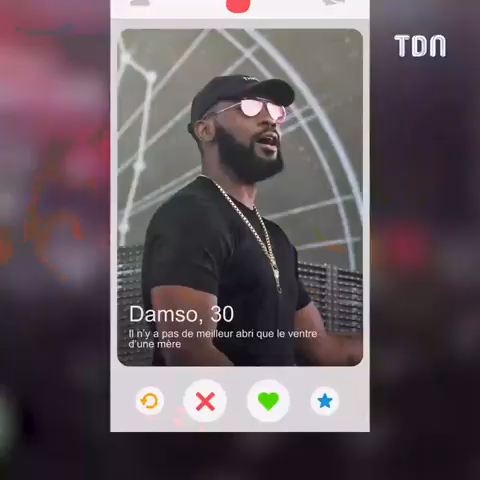 TDN
Damso, 30
Il n'y a pas de meilleur abri que le ventre
d'une mère